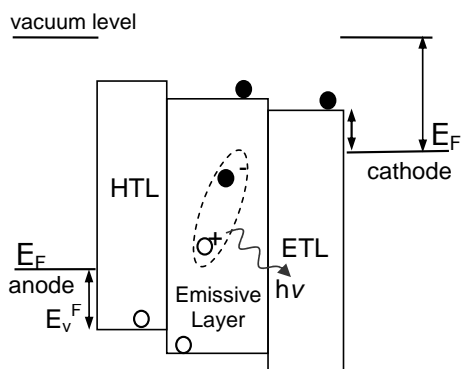 vacuum level
E_F
cathode
HTL
-
+
ETL
hν
E_F
anode
E_v^F
Emissive
Layer